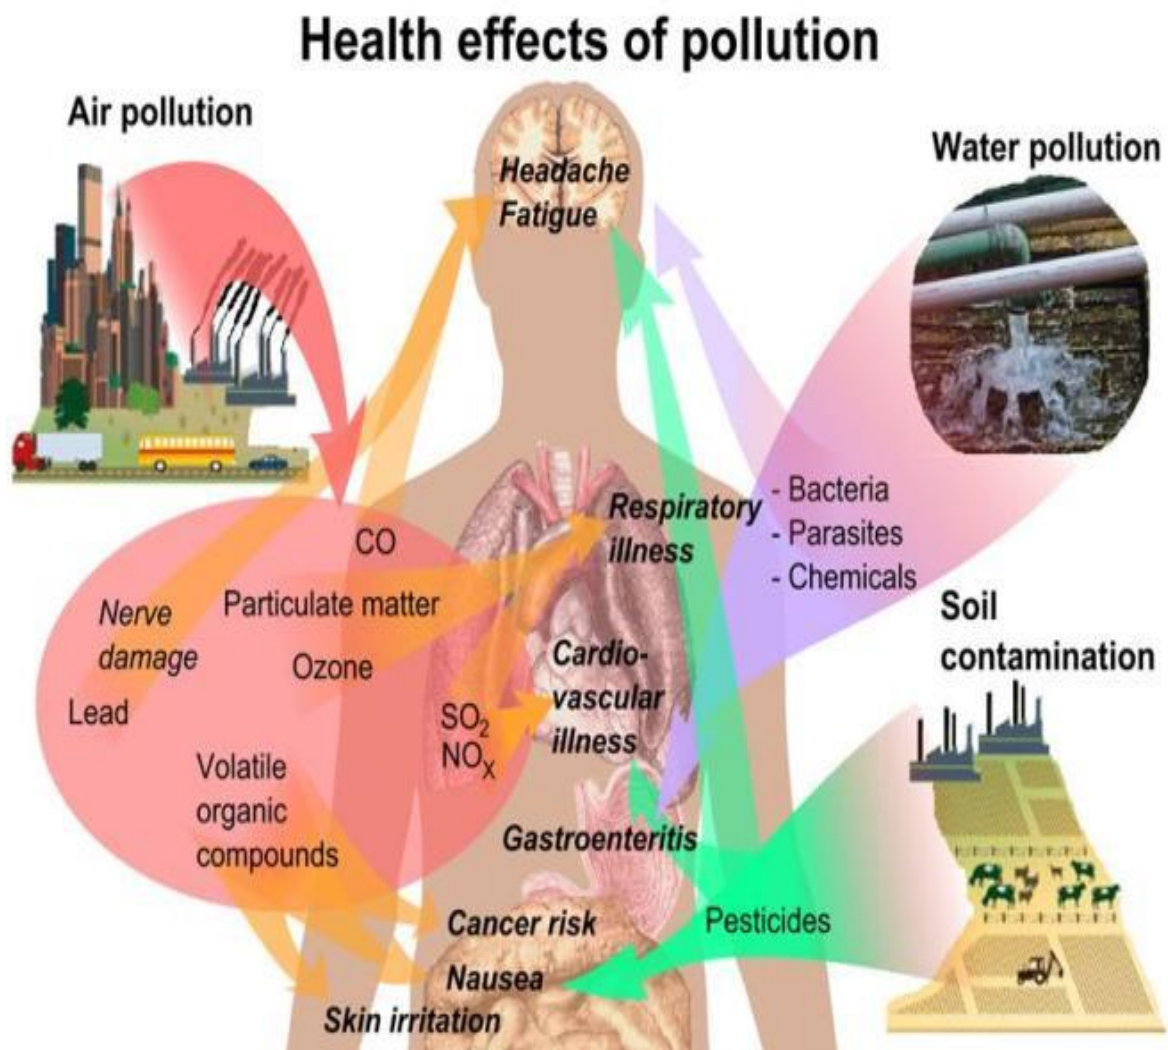 Health effects of pollution
Air pollution
Water pollution
Headache
Fatigue
- Bacteria
- Parasites
- Chemicals
Respiratory
illness
CO
Particulate matter
Nerve
damage
Ozone
Lead
SO₂
NOₓ
Cardio-
vascular
illness
Soil
contamination
Volatile
organic
compounds
Gastroenteritis
Pesticides
Cancer risk
Nausea
Skin irritation